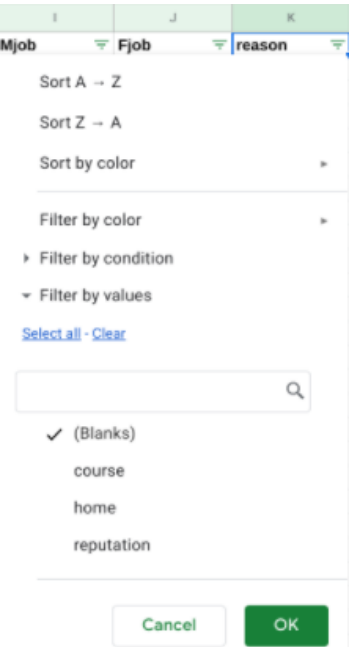 I J K
Mjob Fjob reason
Sort A → Z
Sort Z → A
Sort by color
Filter by color
Filter by condition
Filter by values
Select all - Clear
(Blanks)
course
home
reputation
Cancel OK